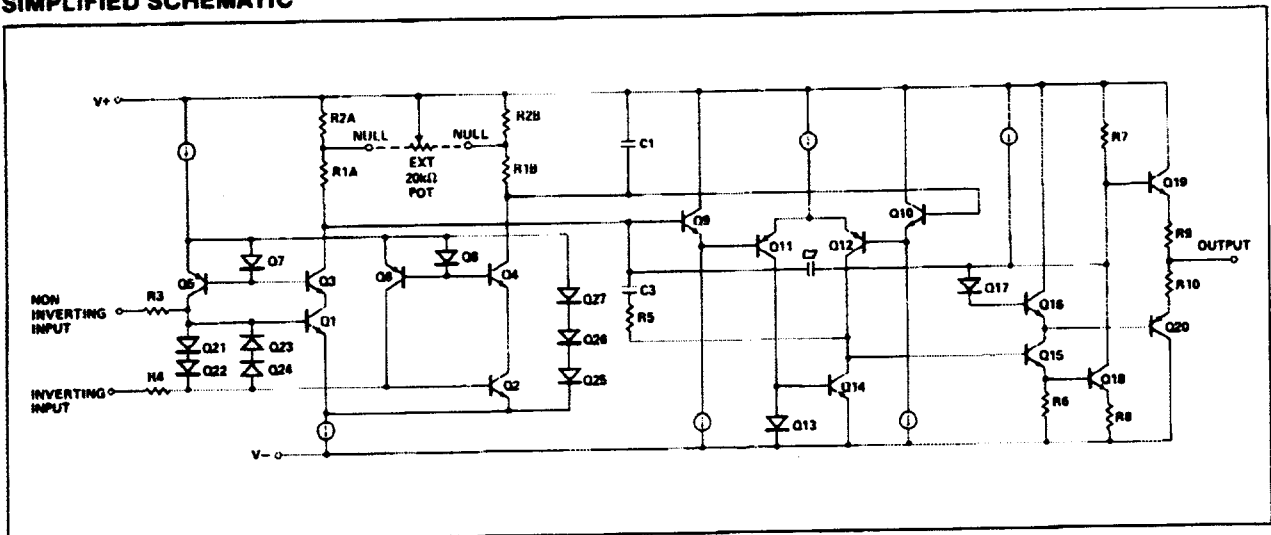 SIMPLIFIED SCHEMATIC
V+
R2A
NULL
NULL
R2B
R1A
EXT
20kΩ
POT
R1B
C1
Q9
Q10
Q19
R7
Q11
Q12
R9
OUTPUT
Q5
Q7
Q3
Q6
Q8
Q4
C3
R5
Q17
Q16
R10
Q20
NON
INVERTING
INPUT
R3
Q1
Q27
Q21
Q23
Q26
Q22
Q24
Q25
Q15
Q18
R4
INVERTING
INPUT
Q2
Q14
Q13
R6
R8
V-